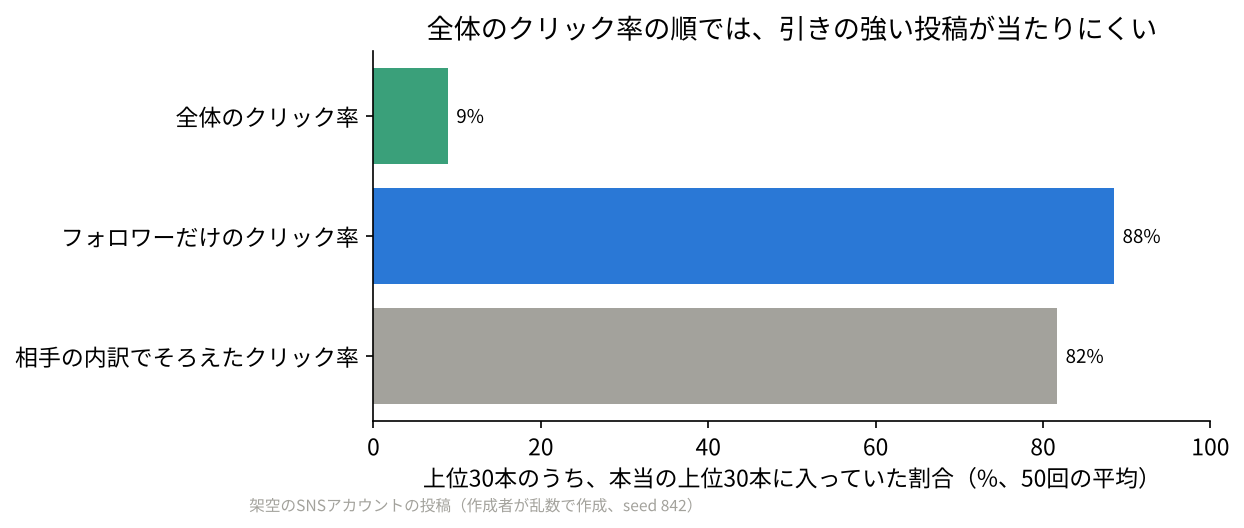 全体のクリック率の順では、引きの強い投稿が当たりにくい
全体のクリック率
9%
フォロワーだけのクリック率
88%
相手の内訳でそろえたクリック率
82%
0 20 40 60 80 100
上位30本のうち、本当の上位30本に入っていた割合（%、50回の平均）
架空のSNSアカウントの投稿（作成者が乱数で作成、seed 842）